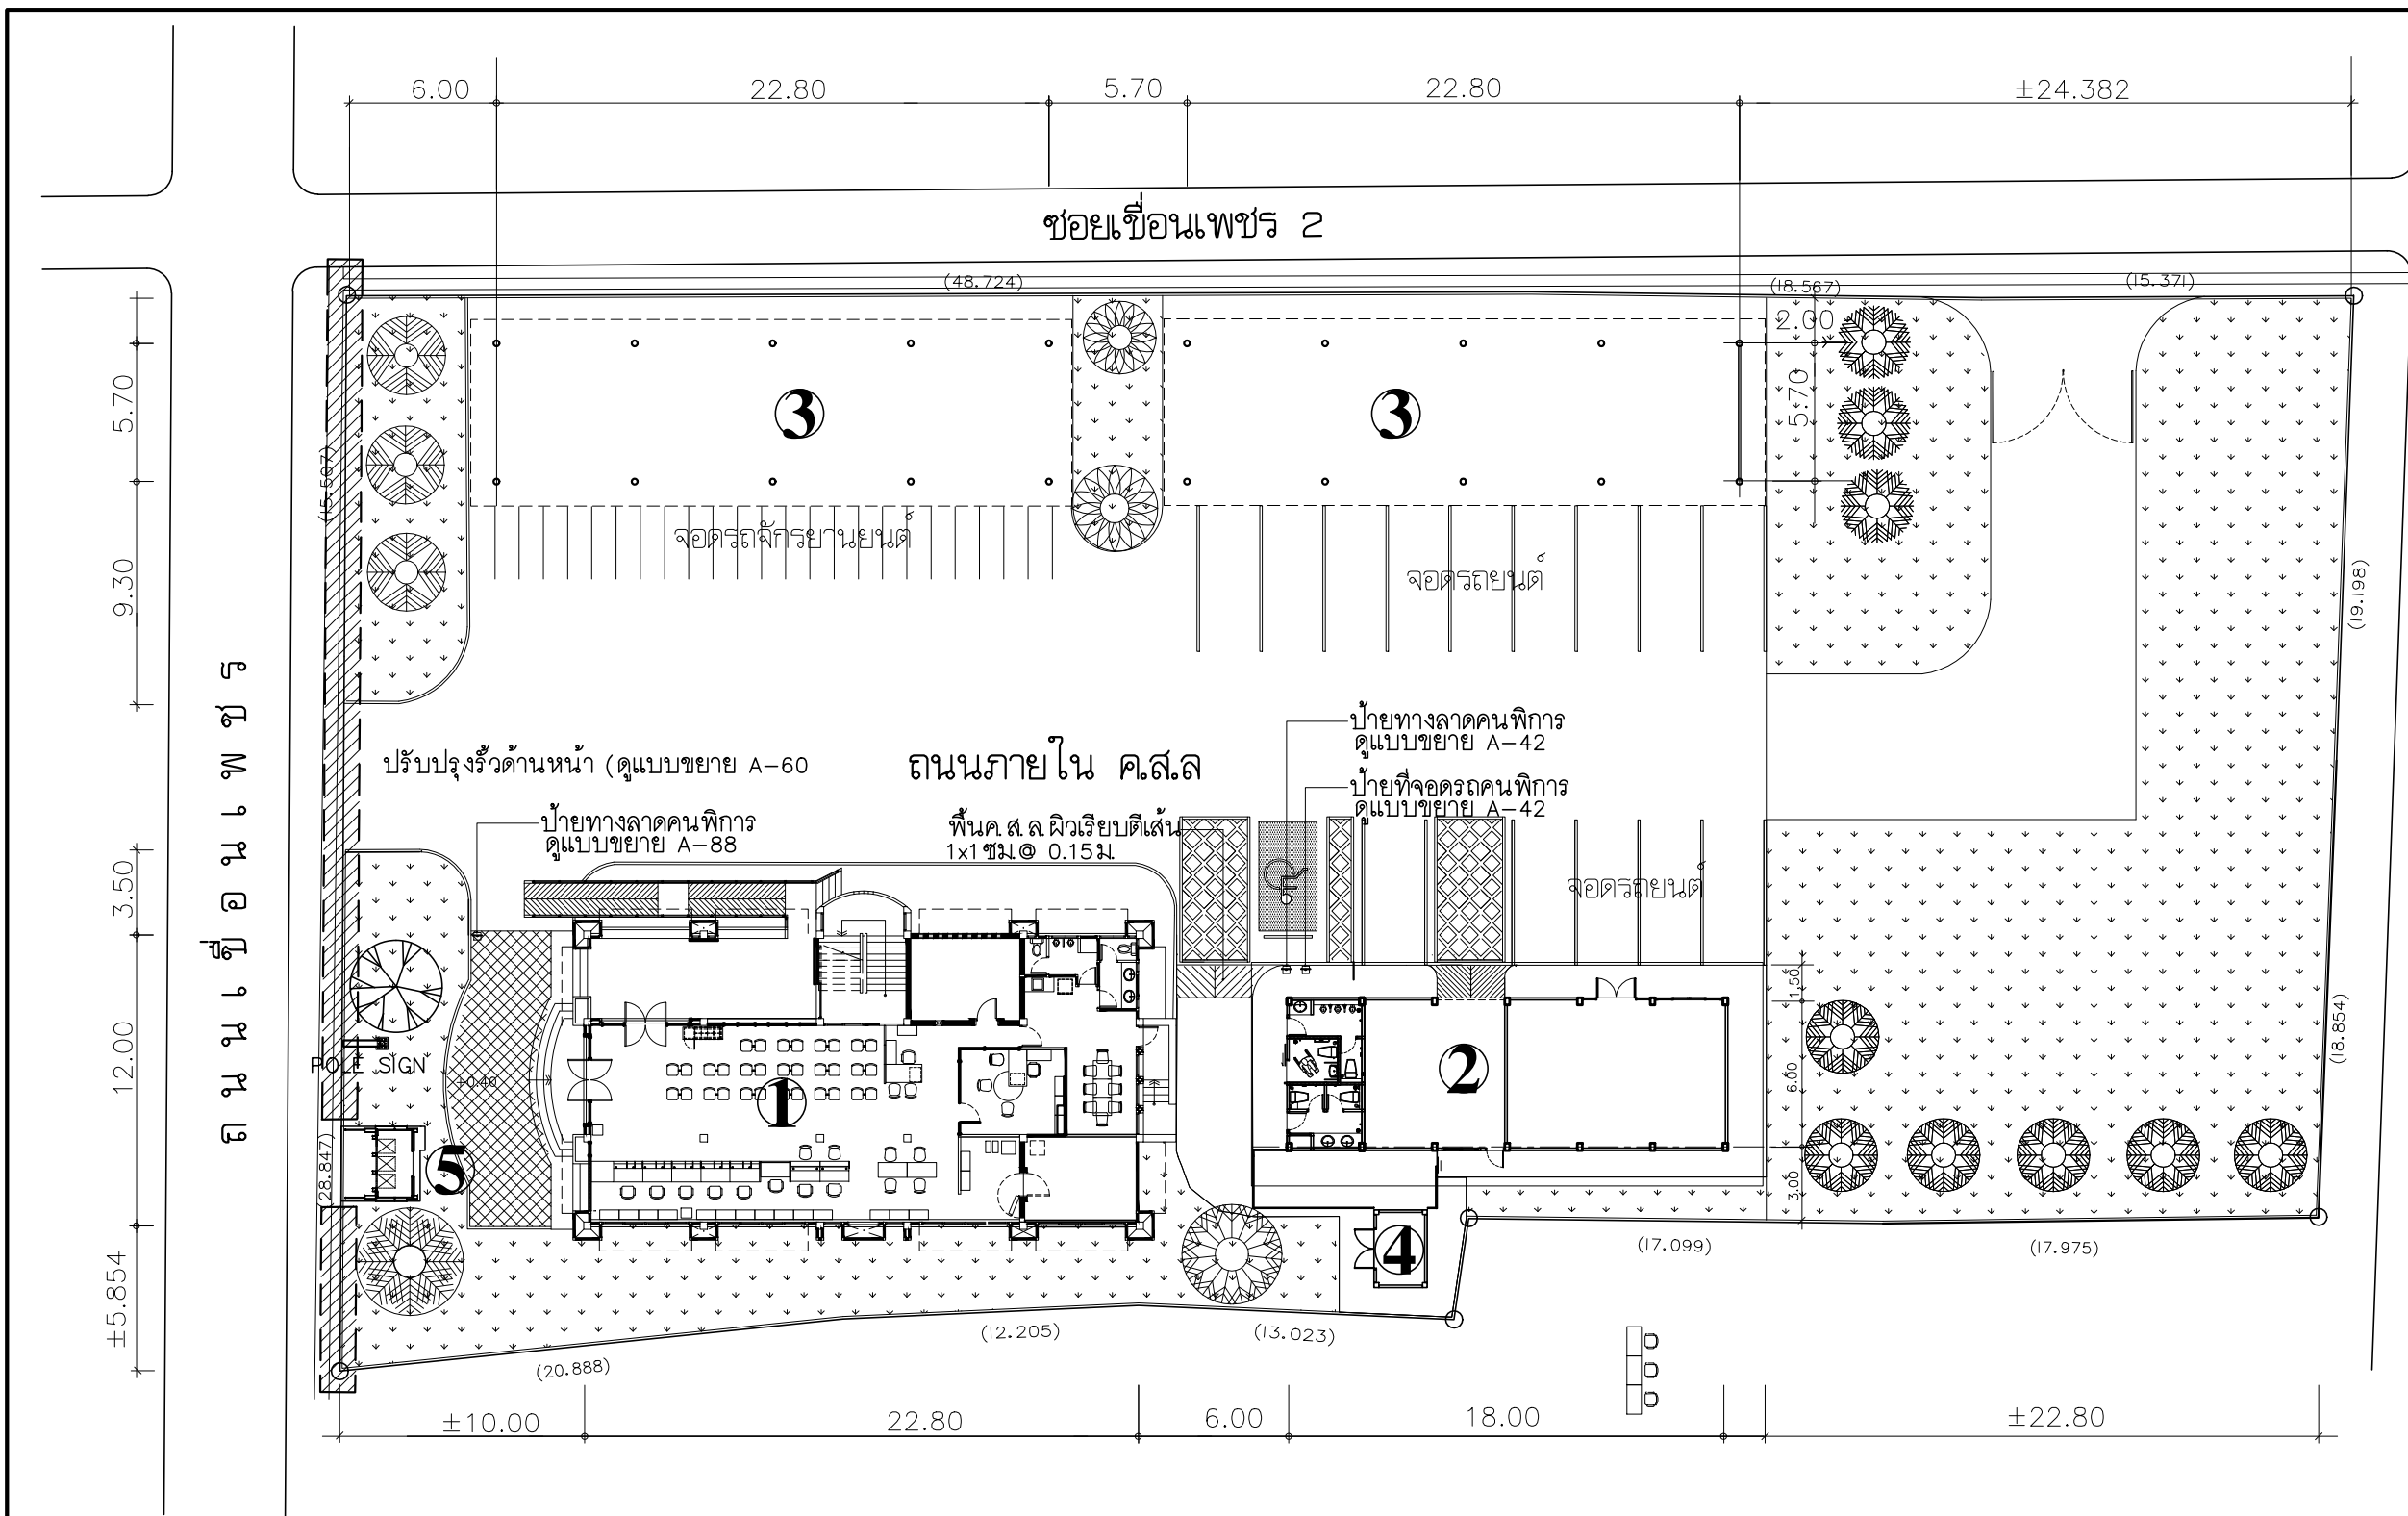 6.00 22.80 5.70 22.80 ±24.382
ซอยเขื่อนเพชร 2
(48.724) (18.567) (15.371)
2.00
5.70
5.70
3 3
(15.507)
จอดรถจักรยานยนต์
จอดรถยนต์
9.30
(19.198)
ถนนเขื่อนเพชร
ป้ายทางลาดคนพิการ
ดูแบบขยาย A-42
ปรับปรุงรั้วด้านหน้า (ดูแบบขยาย A-60
ถนนภายใน ค.ส.ล
ป้ายที่จอดรถคนพิการ
ดูแบบขยาย A-42
ป้ายทางลาดคนพิการ
ดูแบบขยาย A-88
พื้นค.ส.ล.ผิวเรียบตีเส้น
1x1ซม.@ 0.15ม.
3.50
จอดรถยนต์
1.50
12.00
POLE SIGN
+0.40
1
2
6.00
(18.854)
5
(28.847)
3.00
4
±5.854
(17.099) (17.975)
(12.205) (13.023)
(20.888)
±10.00 22.80 6.00 18.00 ±22.80